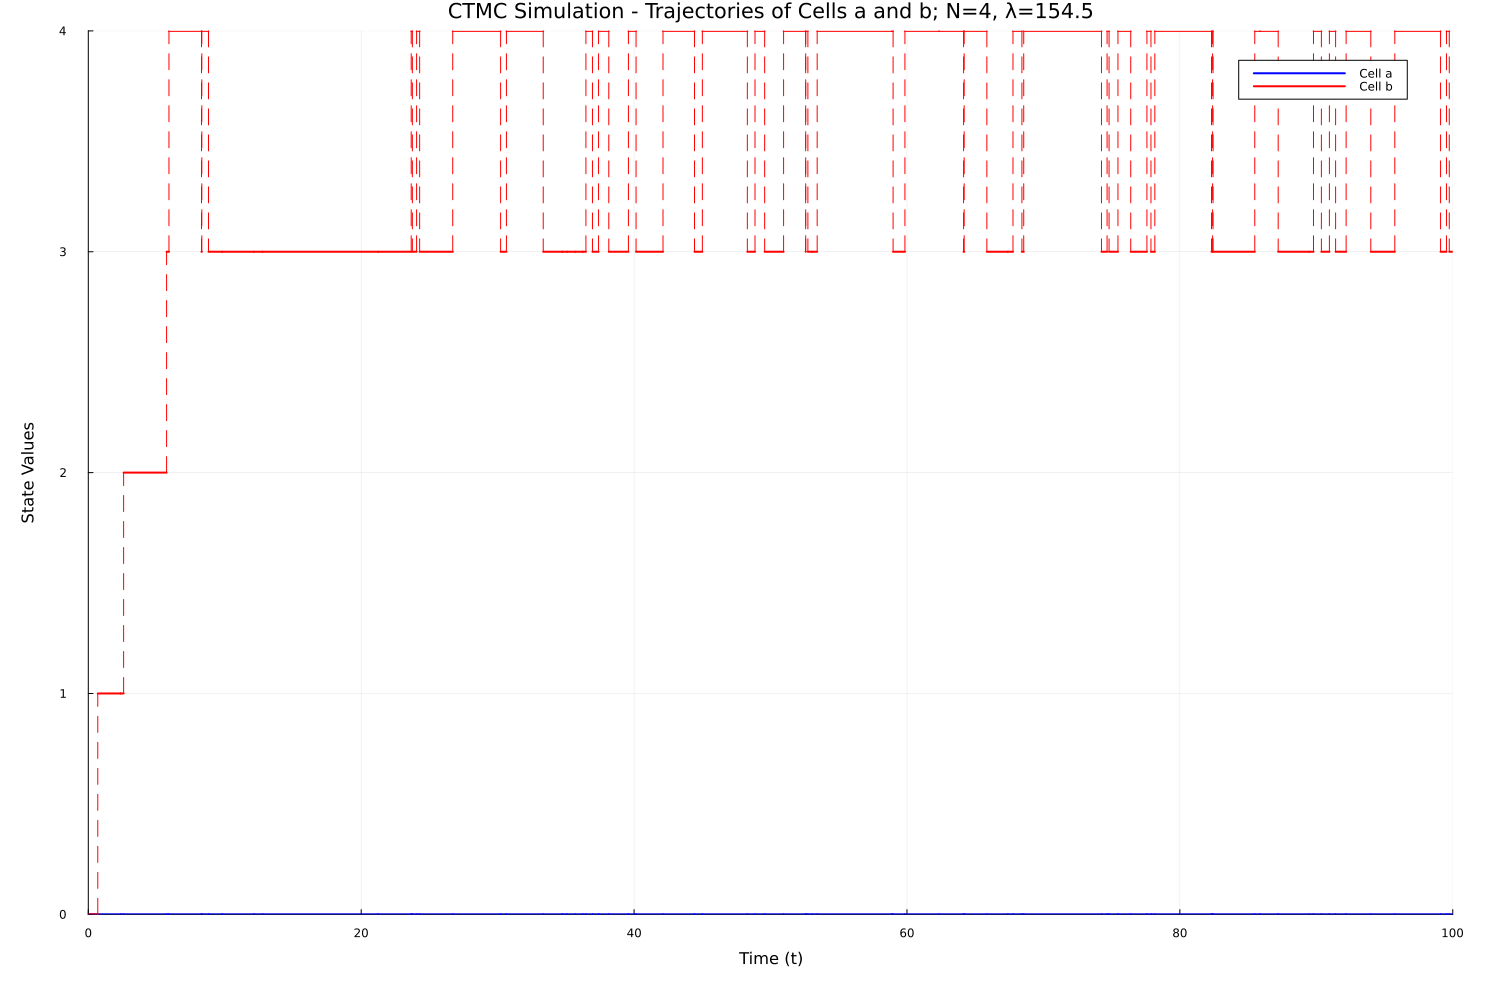 CTMC Simulation - Trajectories of Cells a and b; N=4, λ=154.5
4
Cell a
Cell b
3
State Values
2
1
0
0 20 40 60 80 100
Time (t)